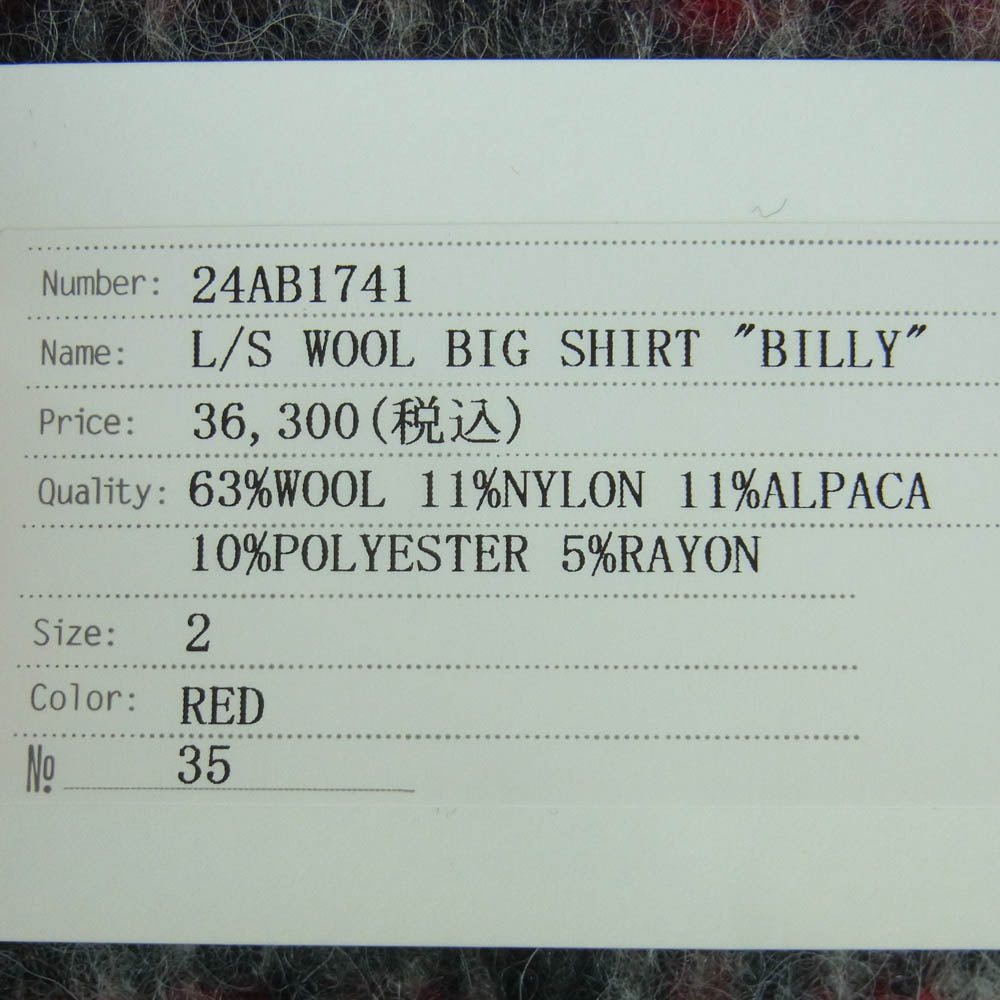 Number: 24AB1741
Name: L/S WOOL BIG SHIRT "BILLY"
Price: 36,300(税込)
Quality: 63%WOOL 11%NYLON 11%ALPACA
10%POLYESTER 5%RAYON
Size: 2
Color: RED
№ 35